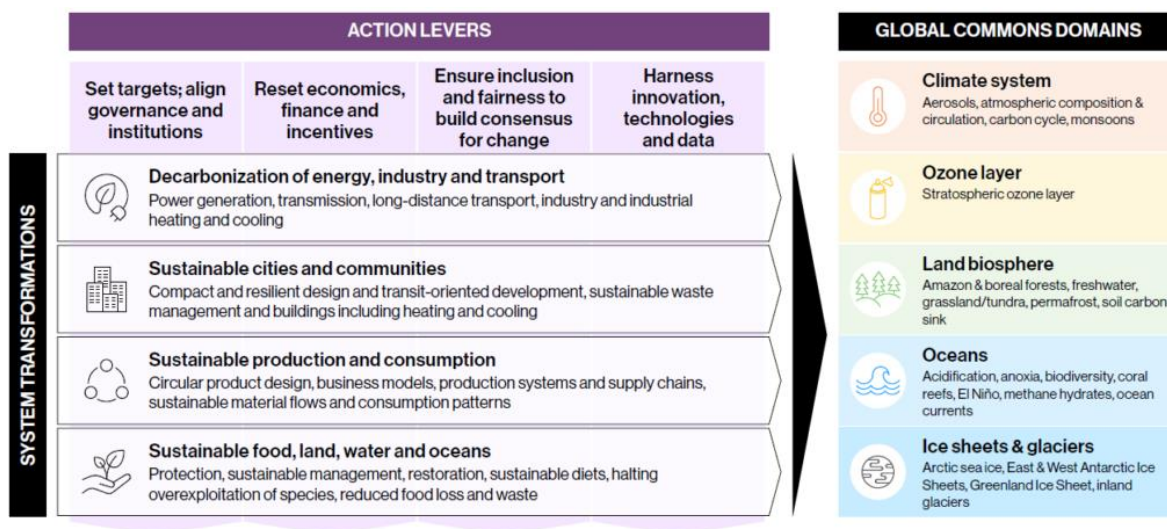 ACTION LEVERS
Set targets; align
governance and
institutions
Reset economics,
finance and
incentives
Ensure inclusion
and fairness to
build consensus
for change
Harness
innovation,
technologies
and data
SYSTEM TRANSFORMATIONS
Decarbonization of energy, industry and transport
Power generation, transmission, long-distance transport, industry and industrial
heating and cooling
Sustainable cities and communities
Compact and resilient design and transit-oriented development, sustainable waste
management and buildings including heating and cooling
Sustainable production and consumption
Circular product design, business models, production systems and supply chains,
sustainable material flows and consumption patterns
Sustainable food, land, water and oceans
Protection, sustainable management, restoration, sustainable diets, halting
overexploitation of species, reduced food loss and waste
GLOBAL COMMONS DOMAINS
Climate system
Aerosols, atmospheric composition &
circulation, carbon cycle, monsoons
Ozone layer
Stratospheric ozone layer
Land biosphere
Amazon & boreal forests, freshwater,
grassland/tundra, permafrost, soil carbon
sink
Oceans
Acidification, anoxia, biodiversity, coral
reefs, El Niño, methane hydrates, ocean
currents
Ice sheets & glaciers
Arctic sea ice, East & West Antarctic Ice
Sheets, Greenland Ice Sheet, inland
glaciers